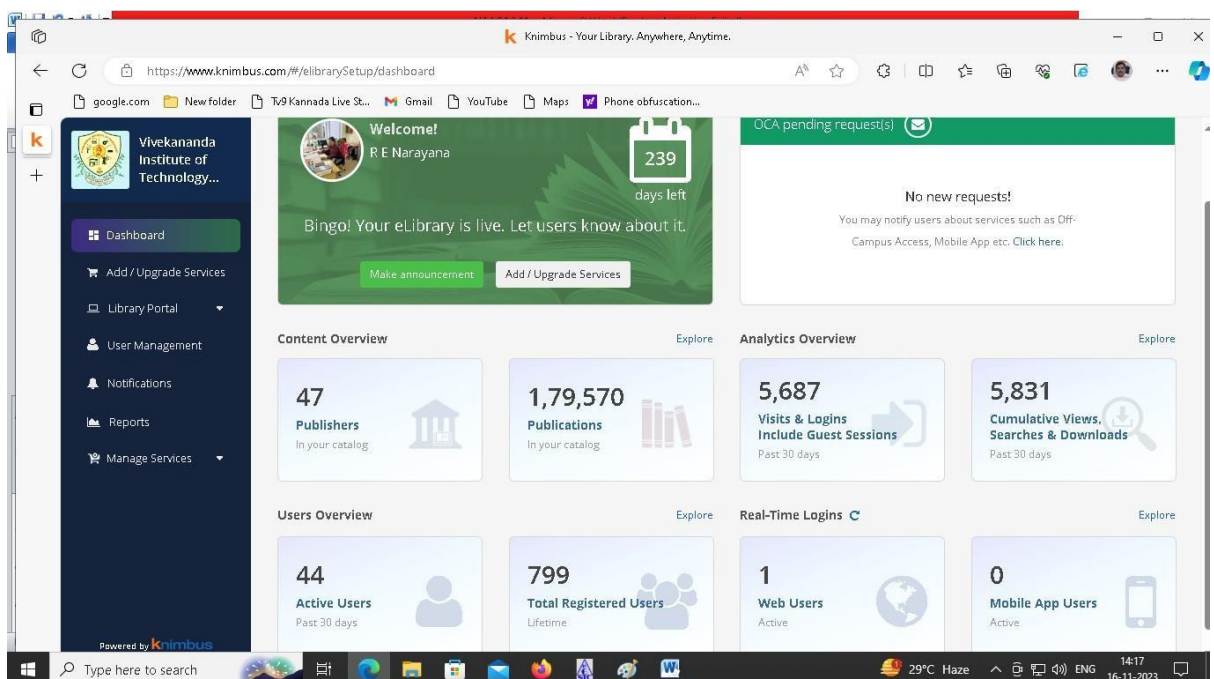 Knimbus - Your Library. Anywhere, Anytime.
https://www.knimbus.com/#/elibrarySetup/dashboard
google.com New folder Tv9 Kannada Live St... Gmail YouTube Maps Phone obfuscation...
Vivekananda
Institute of
Technology...
Dashboard
Add / Upgrade Services
Library Portal
User Management
Notifications
Reports
Manage Services
Powered by Knimbus
Welcome!
R E Narayana
239
days left
Bingo! Your eLibrary is live. Let users know about it.
Make announcement Add / Upgrade Services
OCA pending request(s)
No new requests!
You may notify users about services such as Off-
Campus Access, Mobile App etc. Click here.
Content Overview Explore
47
Publishers
In your catalog
1,79,570
Publications
In your catalog
Analytics Overview Explore
5,687
Visits & Logins
Include Guest Sessions
Past 30 days
5,831
Cumulative Views,
Searches & Downloads
Past 30 days
Users Overview Explore
44
Active Users
Past 30 days
799
Total Registered Users
Lifetime
Real-Time Logins Explore
1
Web Users
Active
0
Mobile App Users
Active
Type here to search
29°C Haze
ENG
14:17
16-11-2023